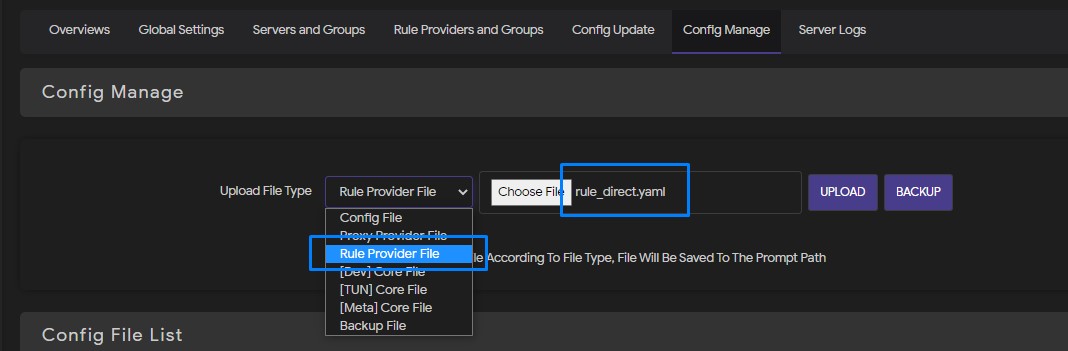 Overviews Global Settings Servers and Groups Rule Providers and Groups Config Update Config Manage Server Logs
Config Manage
Upload File Type Rule Provider File Choose File rule_direct.yaml UPLOAD BACKUP
Config File
Proxy Provider File
Rule Provider File
le According To File Type, File Will Be Saved To The Prompt Path
[Dev] Core File
[TUN] Core File
[Meta] Core File
Backup File
Config File List